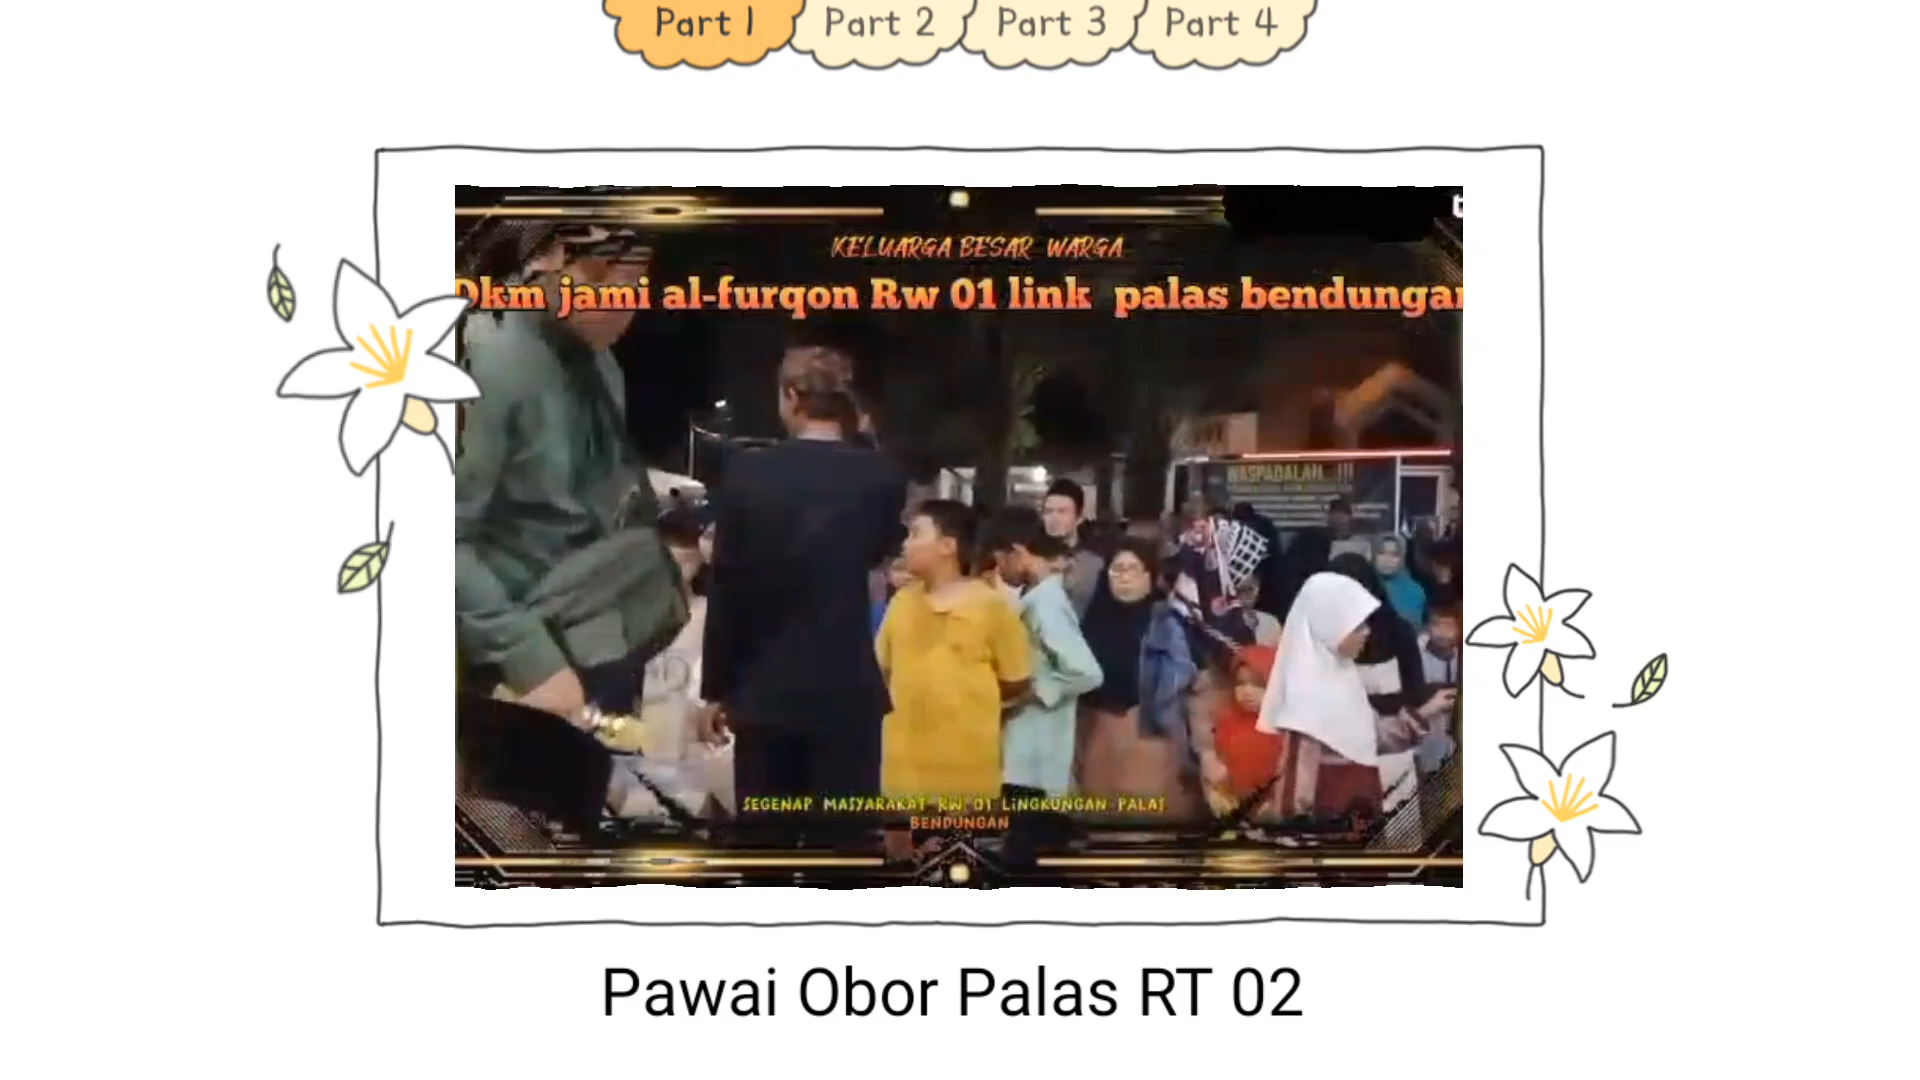 Part 1 Part 2 Part 3 Part 4
KELUARGA BESAR WARGA
Dkm jami al-furqon Rw 01 link palas bendungan
WASPADALAH...!!!
SEGENAP MASYARAKAT RW 01 LINGKUNGAN PALAS
BENDUNGAN
Pawai Obor Palas RT 02